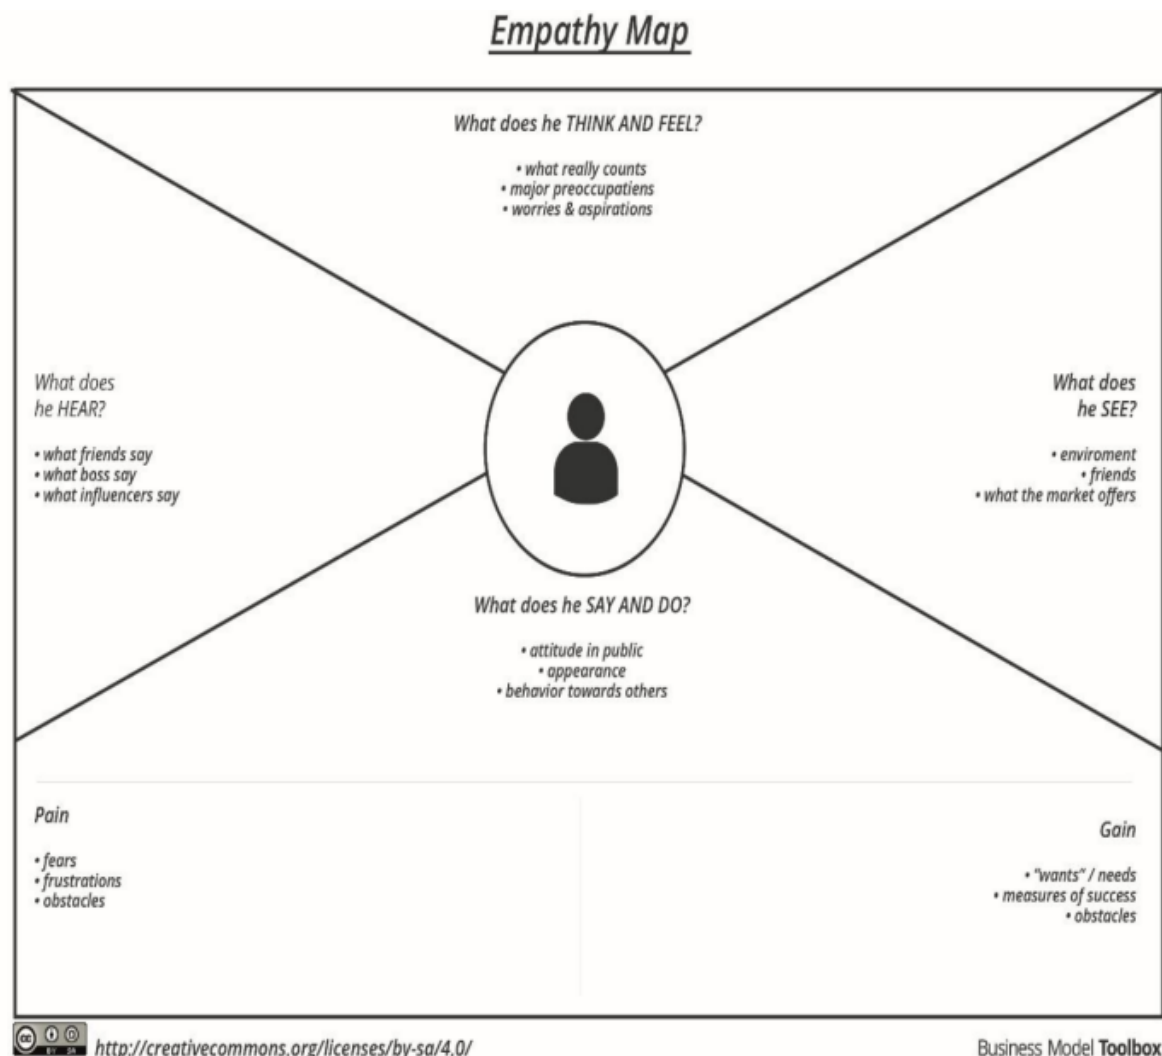 Empathy Map
What does he THINK AND FEEL?
• what really counts
• major preoccupatiens
• worries & aspirations
What does
he HEAR?
• what friends say
• what boss say
• what influencers say
What does
he SEE?
• enviroment
• friends
• what the market offers
What does he SAY AND DO?
• attitude in public
• appearance
• behavior towards others
Pain
• fears
• frustrations
• obstacles
Gain
• "wants" / needs
• measures of success
• obstacles
cc BY SA http://creativecommons.org/licenses/by-sa/4.0/
Business Model Toolbox